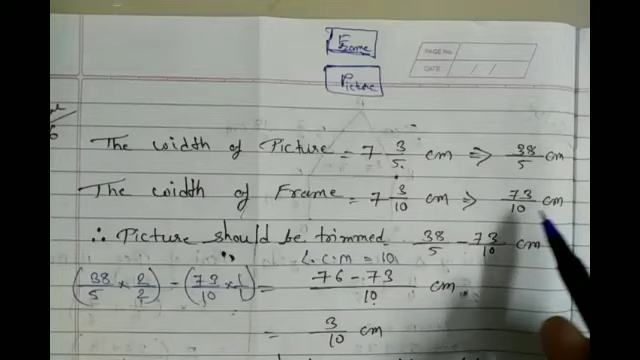 Frame
PAGE NO.
DATE / /
Picture
The width of Picture = 7 3/5 cm ⇒ 38/5 cm
The width of Frame = 7 3/10 cm ⇒ 73/10 cm
∴ Picture should be trimmed 38/5 - 73/10 cm
L.C.M = 10
(38/5 × 2/2) - (73/10 × 1/1) = 76 - 73/10 cm
= 3/10 cm